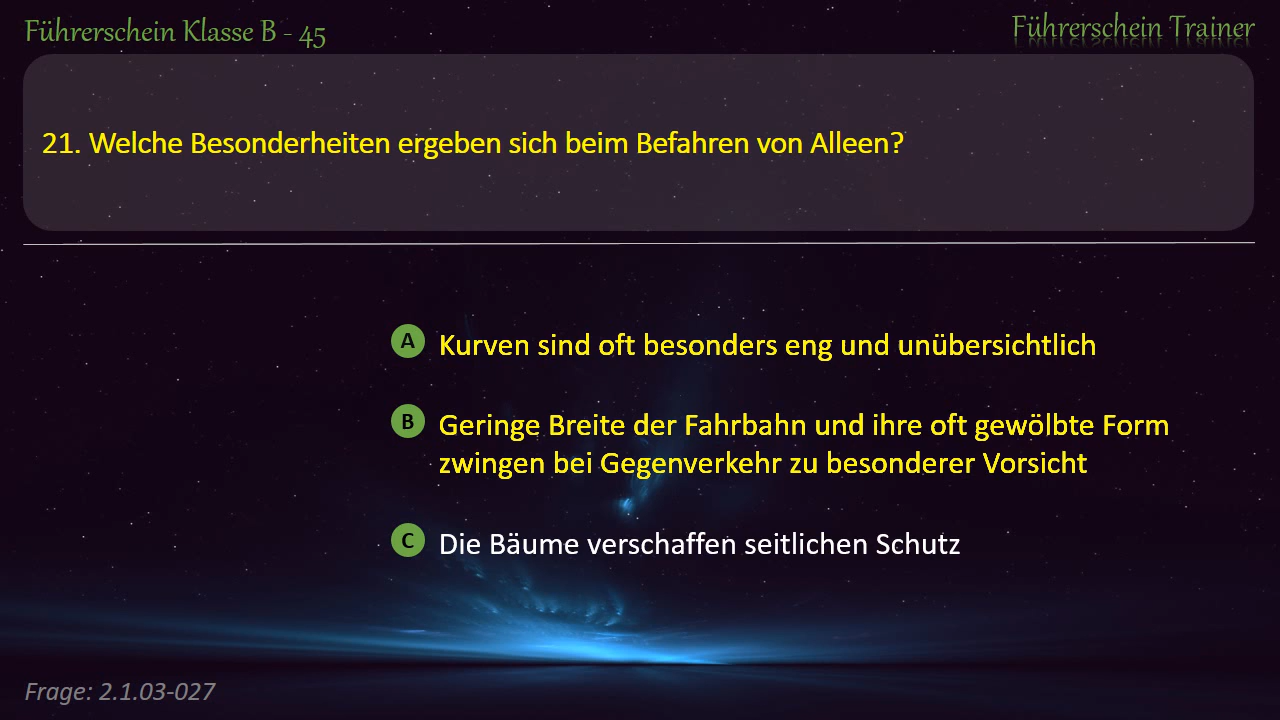 Führerschein Klasse B - 45
Führerschein Trainer
21. Welche Besonderheiten ergeben sich beim Befahren von Alleen?
A Kurven sind oft besonders eng und unübersichtlich
B Geringe Breite der Fahrbahn und ihre oft gewölbte Form
zwingen bei Gegenverkehr zu besonderer Vorsicht
C Die Bäume verschaffen seitlichen Schutz
Frage: 2.1.03-027